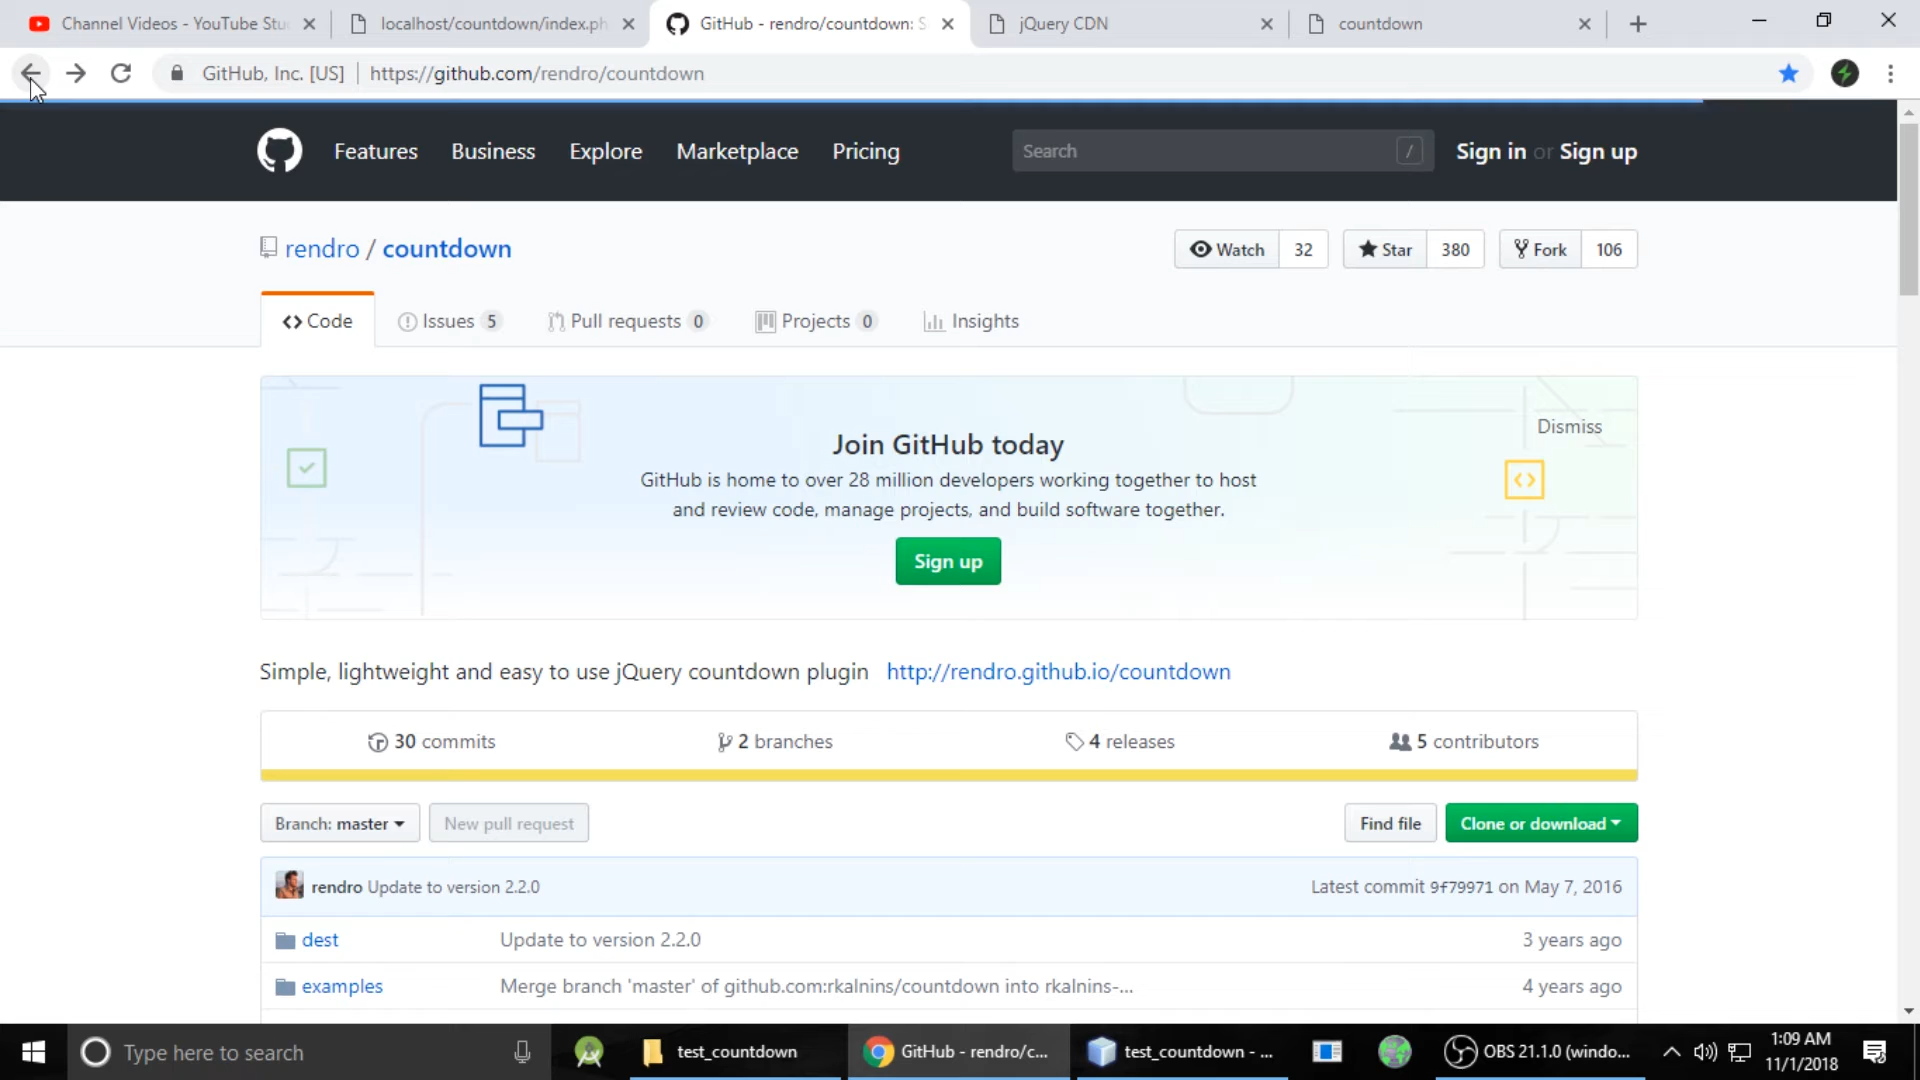 Channel Videos - YouTube Stu
localhost/countdown/index.ph
GitHub - rendro/countdown: S
jQuery CDN
countdown
GitHub, Inc. [US]
https://github.com/rendro/countdown
Features
Business
Explore
Marketplace
Pricing
Search
/
Sign in or Sign up
rendro / countdown
Watch 32
Star 380
Fork 106
Code
Issues 5
Pull requests 0
Projects 0
Insights
Join GitHub today
Dismiss
GitHub is home to over 28 million developers working together to host
and review code, manage projects, and build software together.
Sign up
Simple, lightweight and easy to use jQuery countdown plugin http://rendro.github.io/countdown
30 commits
2 branches
4 releases
5 contributors
Branch: master
New pull request
Find file
Clone or download
rendro Update to version 2.2.0
Latest commit 9f79971 on May 7, 2016
dest
Update to version 2.2.0
3 years ago
examples
Merge branch 'master' of github.com:rkalnins/countdown into rkalnins-...
4 years ago
Type here to search
test_countdown
GitHub - rendro/c...
test_countdown - ...
OBS 21.1.0 (windo...
1:09 AM
11/1/2018